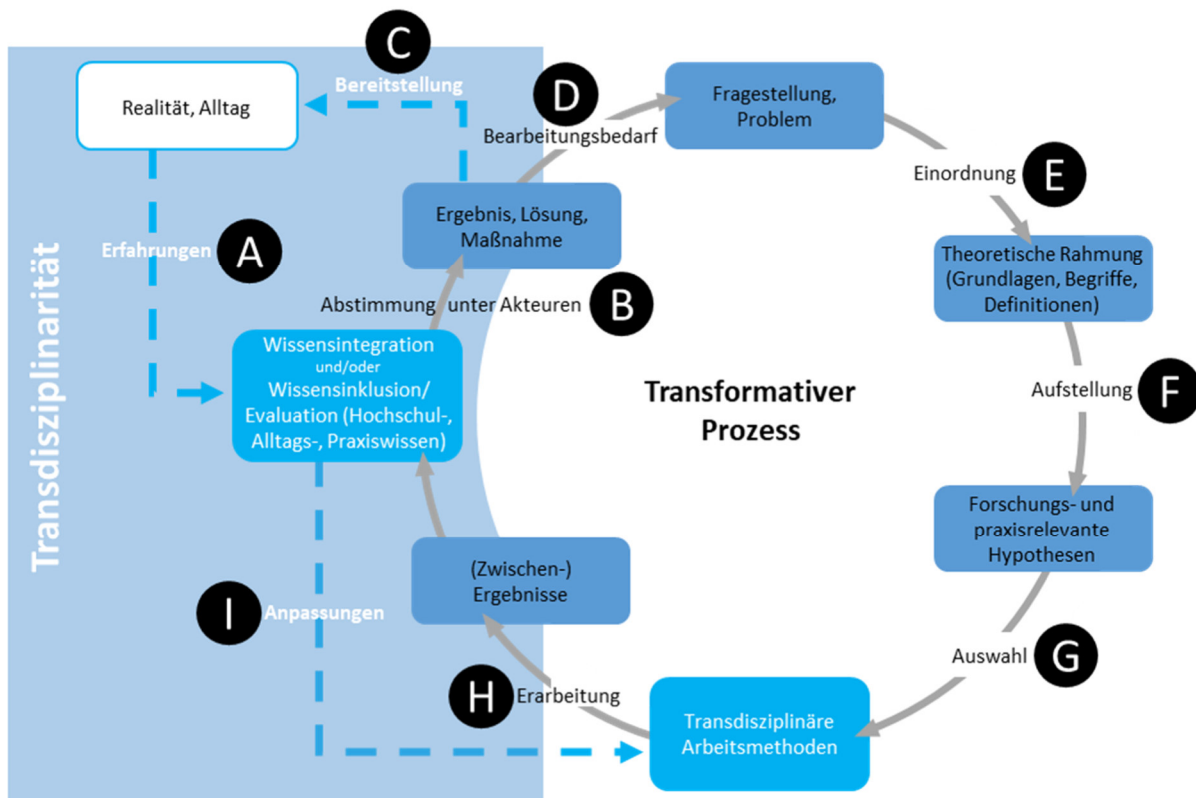 C
Bereitstellung
Realität, Alltag
D
Bearbeitungsbedarf
Fragestellung,
Problem
Einordnung
E
Ergebnis, Lösung,
Maßnahme
Erfahrungen
A
Theoretische Rahmung
(Grundlagen, Begriffe,
Definitionen)
Abstimmung unter Akteuren
B
Transdisziplinarität
Wissensintegration
und/oder
Wissensinklusion/
Evaluation (Hochschul-,
Alltags-, Praxiswissen)
Transformativer
Prozess
Aufstellung
F
Forschungs- und
praxisrelevante
Hypothesen
(Zwischen-)
Ergebnisse
I
Anpassungen
Auswahl
G
H
Erarbeitung
Transdisziplinäre
Arbeitsmethoden